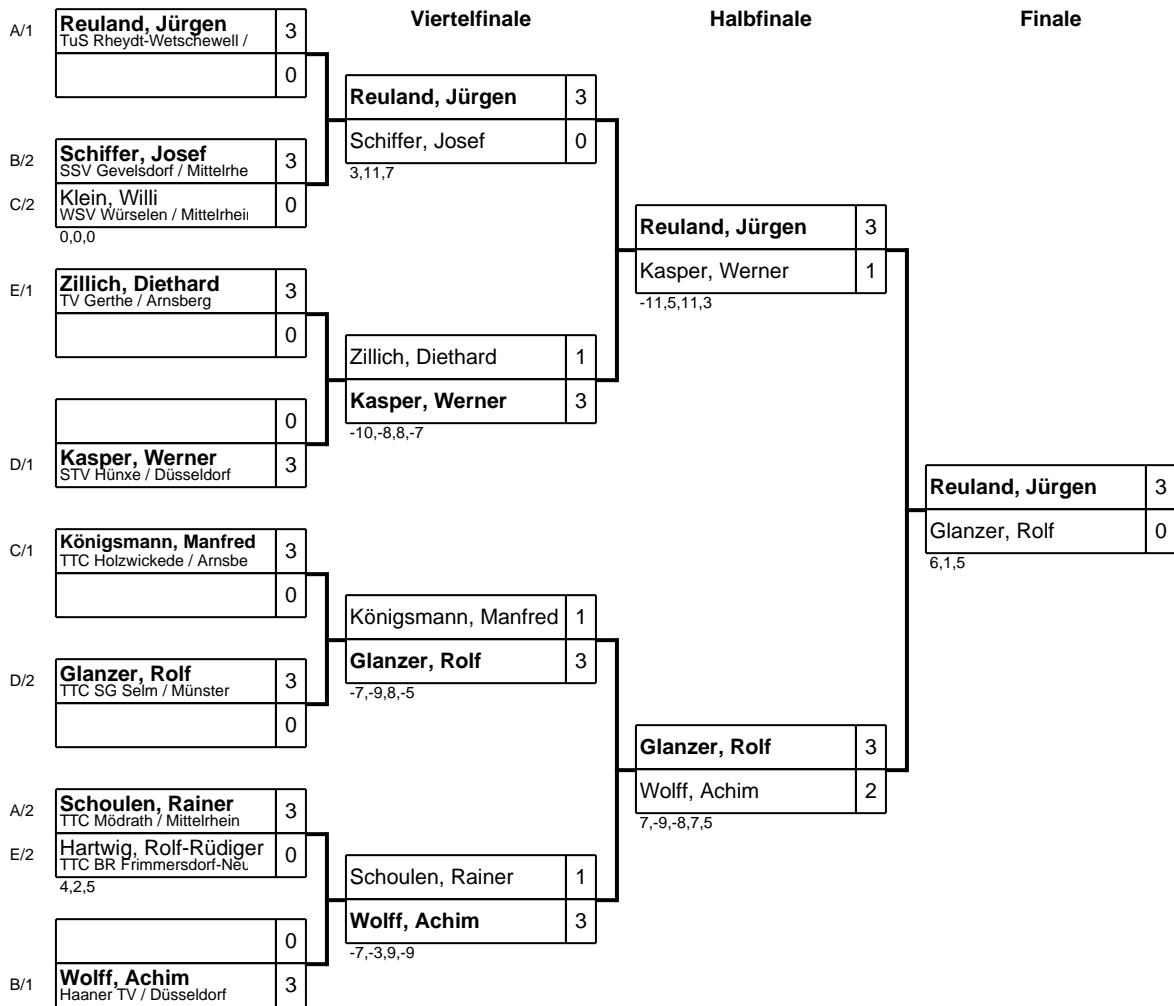 Viertelfinale
Halbfinale
Finale
A/1
Reuland, Jürgen
TuS Rheydt-Wetschewell /
3
0
B/2
Schiffer, Josef
SSV Gevelsdorf / Mittelrhe
3
C/2
Klein, Willi
WSV Würselen / Mittelrhei
0
0,0,0
E/1
Zillich, Diethard
TV Gerthe / Arnsberg
3
0
0
D/1
Kasper, Werner
STV Hünxe / Düsseldorf
3
C/1
Königsmann, Manfred
TTC Holzwickede / Arnsbe
3
0
D/2
Glanzer, Rolf
TTC SG Selm / Münster
3
0
A/2
Schoulen, Rainer
TTC Mödrath / Mittelrhein
3
E/2
Hartwig, Rolf-Rüdiger
TTC BR Frimmersdorf-Neu
0
4,2,5
0
B/1
Wolff, Achim
Haaner TV / Düsseldorf
3
Reuland, Jürgen 3
Schiffer, Josef 0
3,11,7
Zillich, Diethard 1
Kasper, Werner 3
-10,-8,8,-7
Königsmann, Manfred 1
Glanzer, Rolf 3
-7,-9,8,-5
Schoulen, Rainer 1
Wolff, Achim 3
-7,-3,9,-9
Reuland, Jürgen 3
Kasper, Werner 1
-11,5,11,3
Glanzer, Rolf 3
Wolff, Achim 2
7,-9,-8,7,5
Reuland, Jürgen 3
Glanzer, Rolf 0
6,1,5